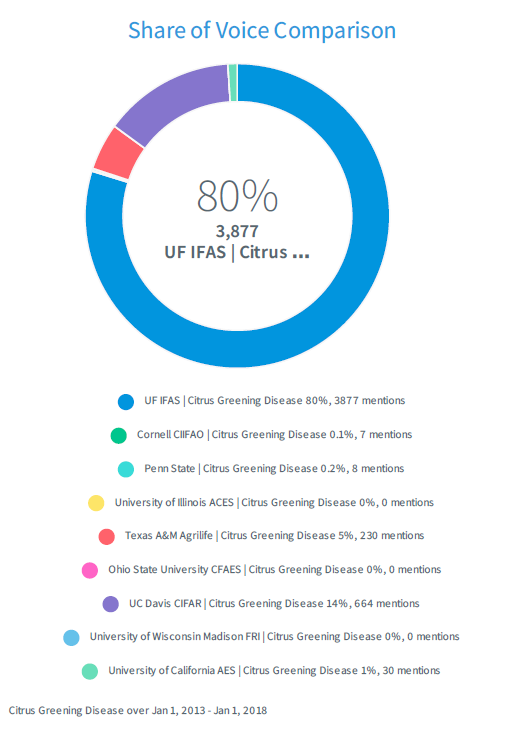 Share of Voice Comparison
80%
3,877
UF IFAS | Citrus ...
UF IFAS | Citrus Greening Disease 80%, 3877 mentions
Cornell CIIFAO | Citrus Greening Disease 0.1%, 7 mentions
Penn State | Citrus Greening Disease 0.2%, 8 mentions
University of Illinois ACES | Citrus Greening Disease 0%, 0 mentions
Texas A&M Agrilife | Citrus Greening Disease 5%, 230 mentions
Ohio State University CFAES | Citrus Greening Disease 0%, 0 mentions
UC Davis CIFAR | Citrus Greening Disease 14%, 664 mentions
University of Wisconsin Madison FRI | Citrus Greening Disease 0%, 0 mentions
University of California AES | Citrus Greening Disease 1%, 30 mentions
Citrus Greening Disease over Jan 1, 2013 - Jan 1, 2018